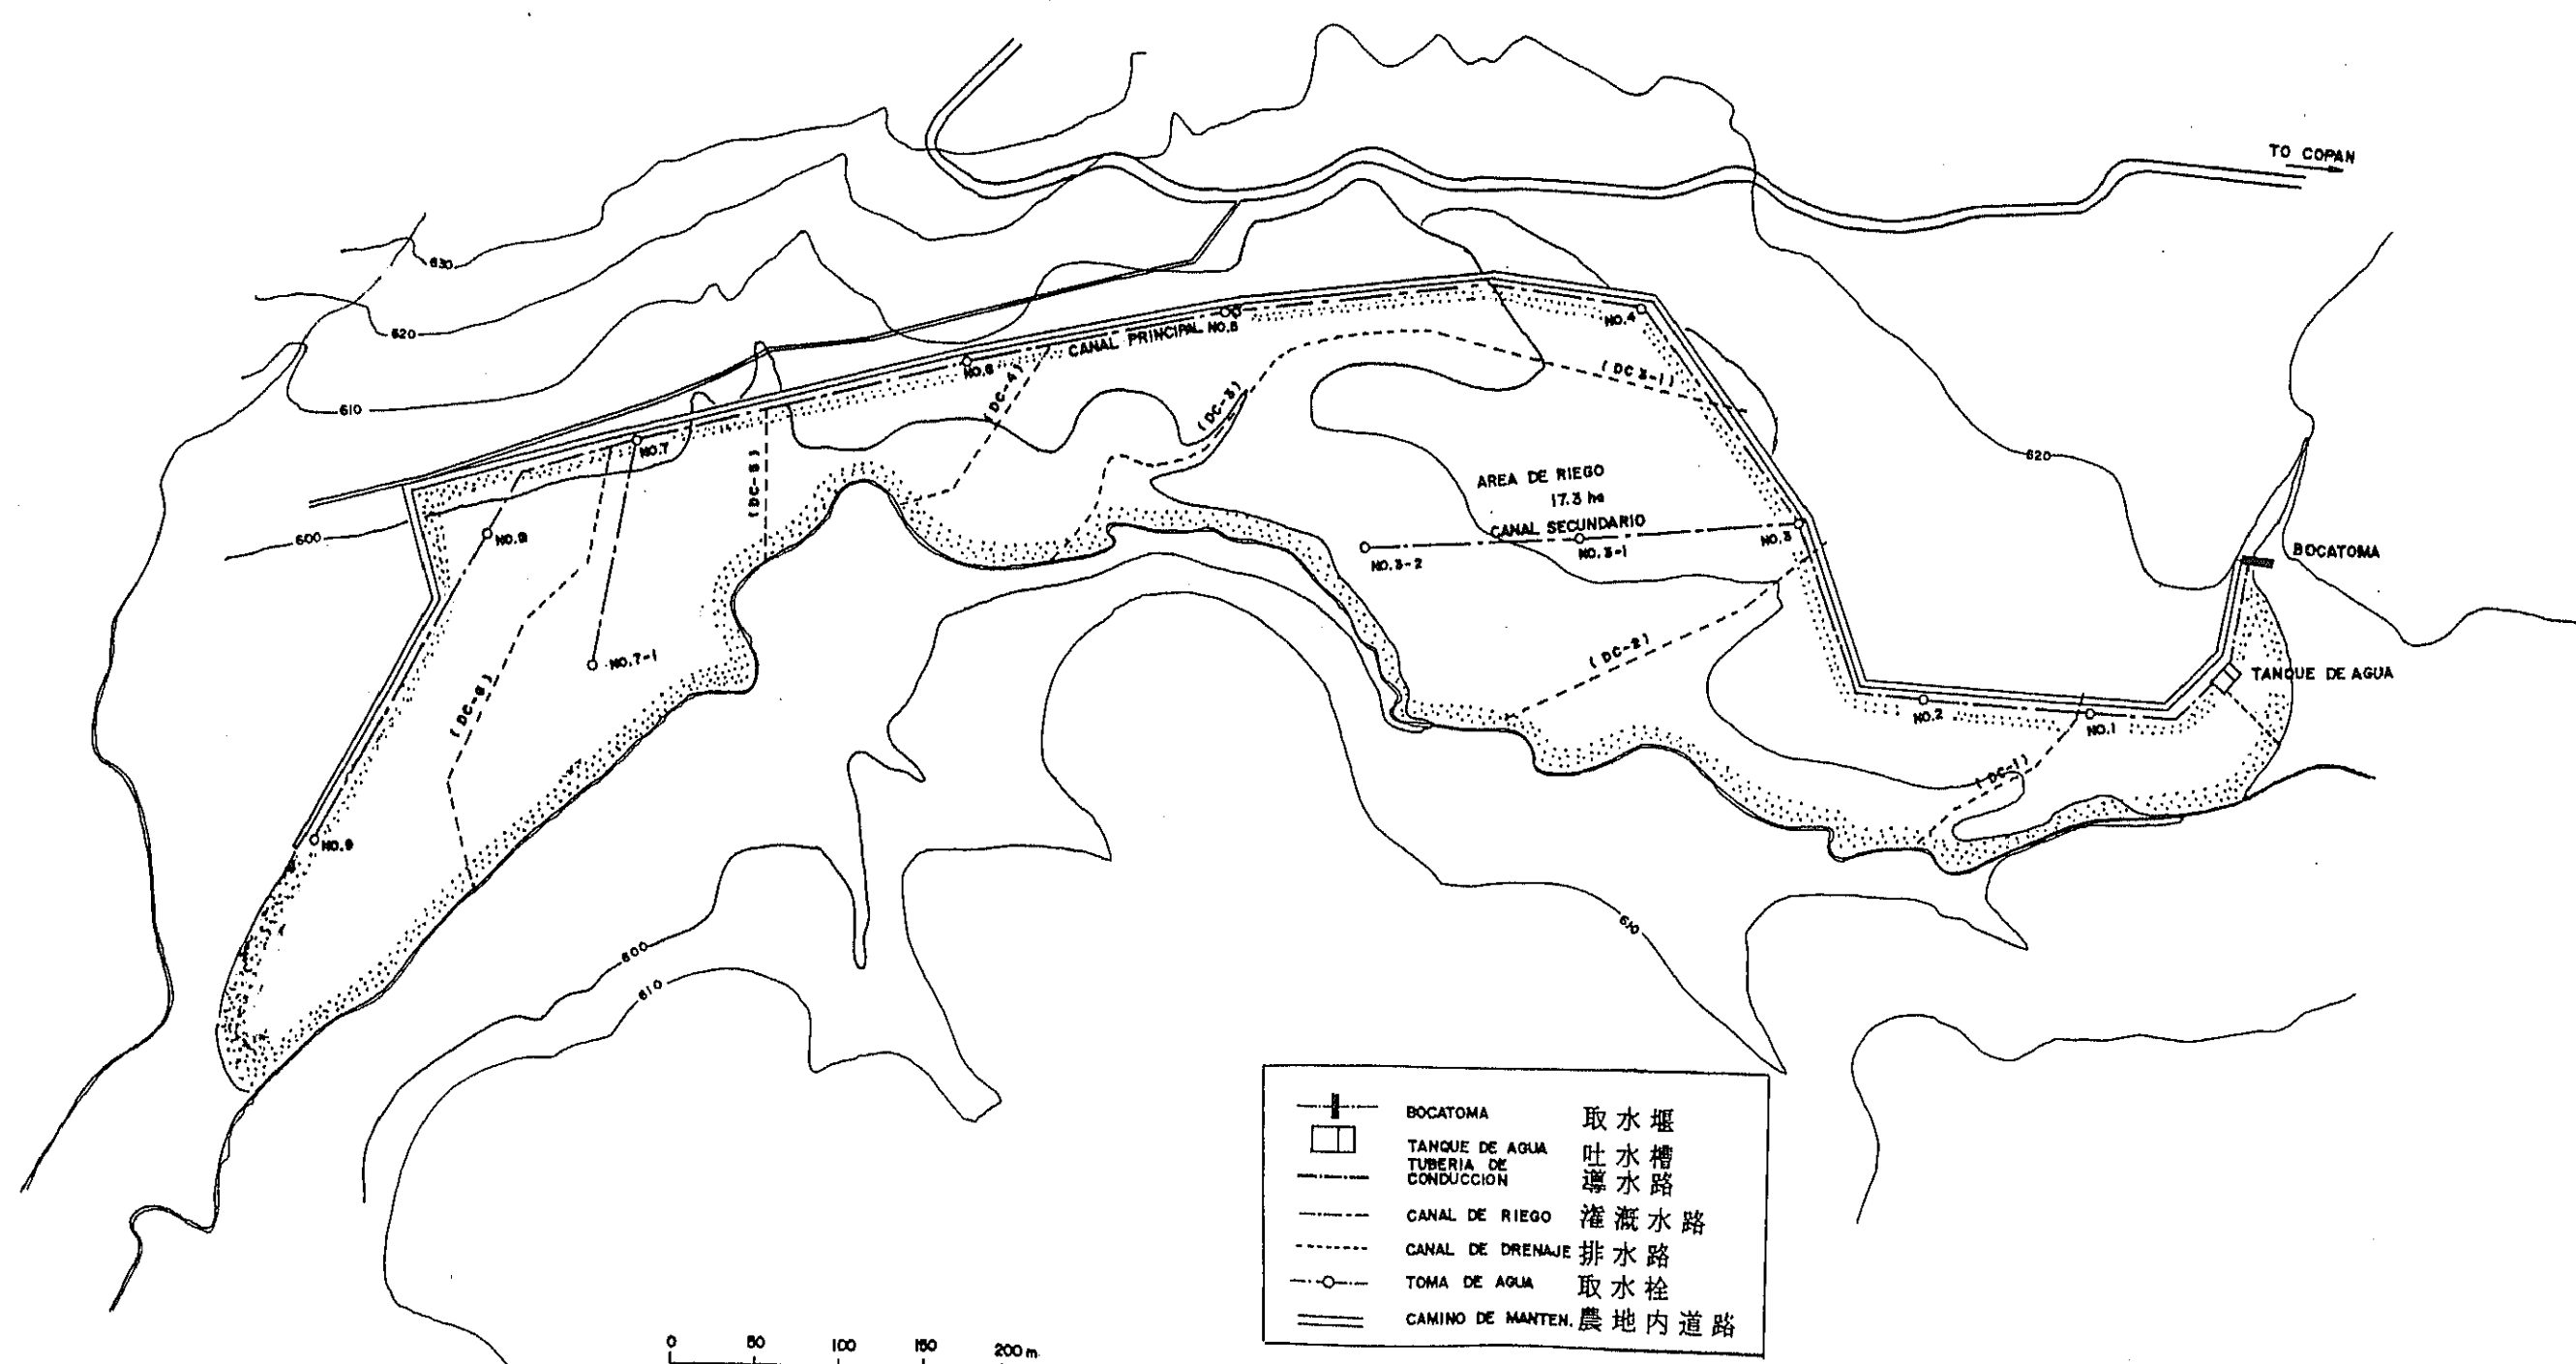 TO COPAN
630
620
610
600
CANAL PRINCIPAL
NO.6
NO.4
NO.7
(DC-4)
(DC-3)
(DC 3-1)
(DC-5)
AREA DE RIEGO
17.3 ha
CANAL SECUNDARIO
NO.3
NO.3-1
NO.3-2
620
BOCATOMA
TANQUE DE AGUA
NO.7-1
(DC-2)
(DC-6)
NO.2
NO.1
(DC-1)
NO.9
600
610
610
BOCATOMA 取水堰
TANQUE DE AGUA 吐水槽
TUBERIA DE
CONDUCCION 導水路
CANAL DE RIEGO 灌漑水路
CANAL DE DRENAJE 排水路
TOMA DE AGUA 取水栓
CAMINO DE MANTEN. 農地内道路
0 50 100 150 200 m.